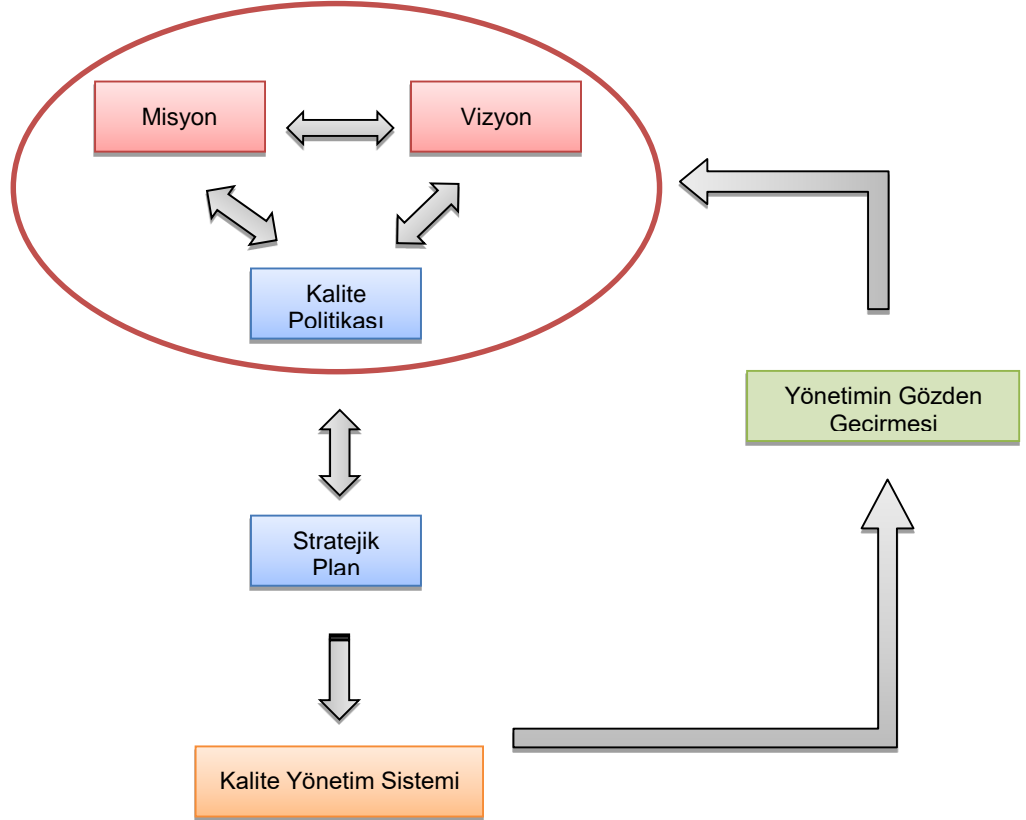 Misyon
Vizyon
Kalite
Politikası
Yönetimin Gözden
Gecirmesi
Stratejik
Plan
Kalite Yönetim Sistemi